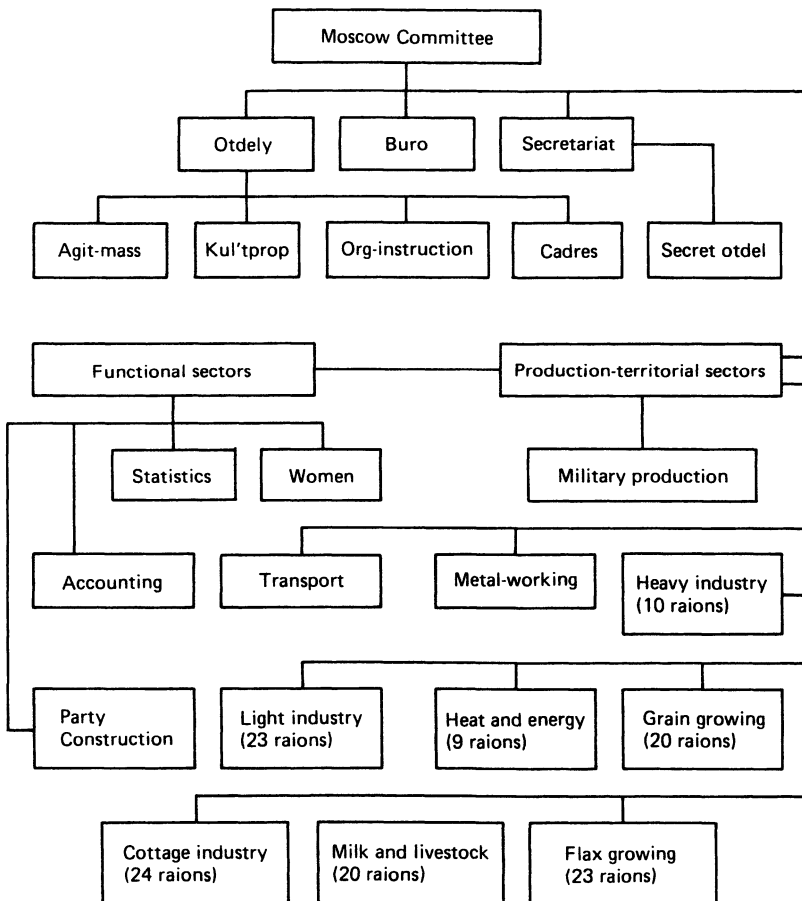 Moscow Committee
Otdely
Buro
Secretariat
Agit-mass
Kul'tprop
Org-instruction
Cadres
Secret otdel
Functional sectors
Production-territorial sectors
Statistics
Women
Military production
Accounting
Transport
Metal-working
Heavy industry
(10 raions)
Party
Construction
Light industry
(23 raions)
Heat and energy
(9 raions)
Grain growing
(20 raions)
Cottage industry
(24 raions)
Milk and livestock
(20 raions)
Flax growing
(23 raions)